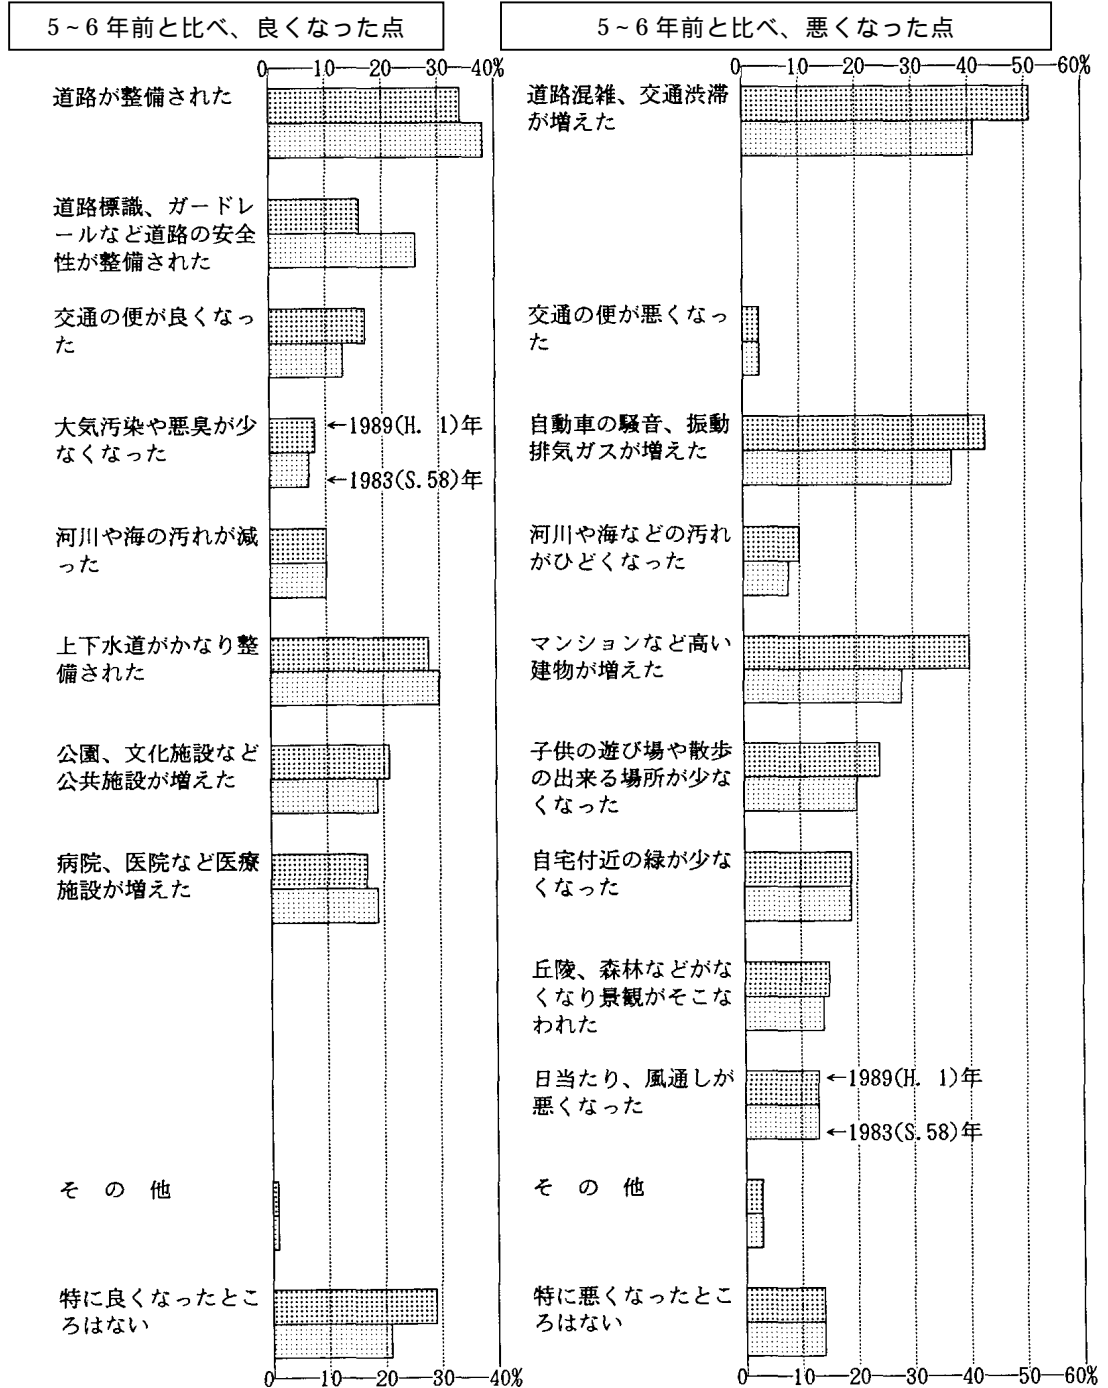 5~6年前と比べ、良くなった点
0 10 20 30 40%
道路が整備された
道路標識、ガードレ
ールなど道路の安全
性が整備された
交通の便が良くなっ
た
大気汚染や悪臭が少
なくなった
←1989(H. 1)年
←1983(S.58)年
河川や海の汚れが減
った
上下水道がかなり整
備された
公園、文化施設など
公共施設が増えた
病院、医院など医療
施設が増えた
そ の 他
特に良くなったとこ
ろはない
0 10 20 30 40%
5~6年前と比べ、悪くなった点
0 10 20 30 40 50 60%
道路混雑、交通渋滞
が増えた
交通の便が悪くなっ
た
自動車の騒音、振動
排気ガスが増えた
河川や海などの汚れ
がひどくなった
マンションなど高い
建物が増えた
子供の遊び場や散歩
の出来る場所が少な
くなった
自宅付近の緑が少な
くなった
丘陵、森林などがな
くなり景観がそこな
われた
日当たり、風通しが
悪くなった
←1989(H. 1)年
←1983(S.58)年
そ の 他
特に悪くなったとこ
ろはない
0 10 20 30 40 50 60%